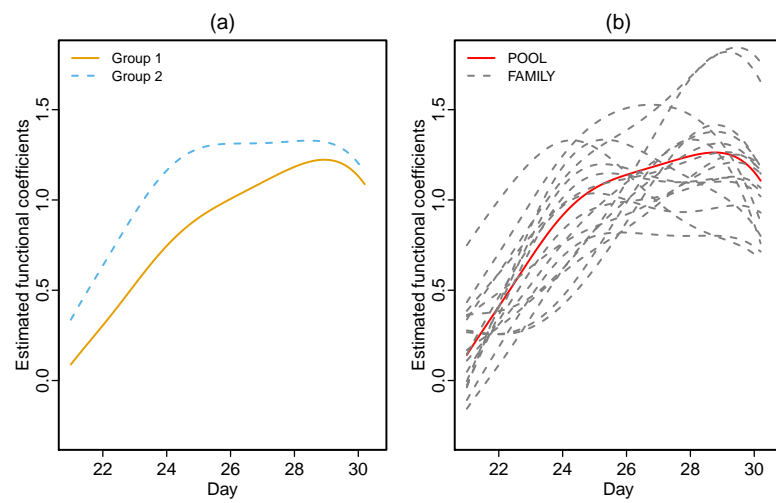 (a)
Estimated functional coefficients
1.5
1.0
0.5
0.0
Group 1
Group 2
22 24 26 28 30
Day
(b)
Estimated functional coefficients
1.5
1.0
0.5
0.0
POOL
FAMILY
22 24 26 28 30
Day